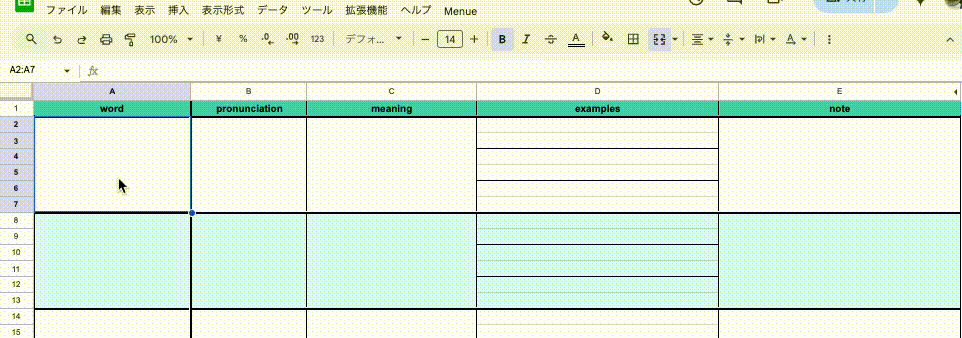 ファイル 編集 表示 挿入 表示形式 データ ツール 拡張機能 ヘルプ Menue
100% ¥ % .0 .00 123 デフォ... 14 B I A A
A2:A7 fx
A B C D E
1 word pronunciation meaning examples note
2
3
4
5
6
7
8
9
10
11
12
13
14
15